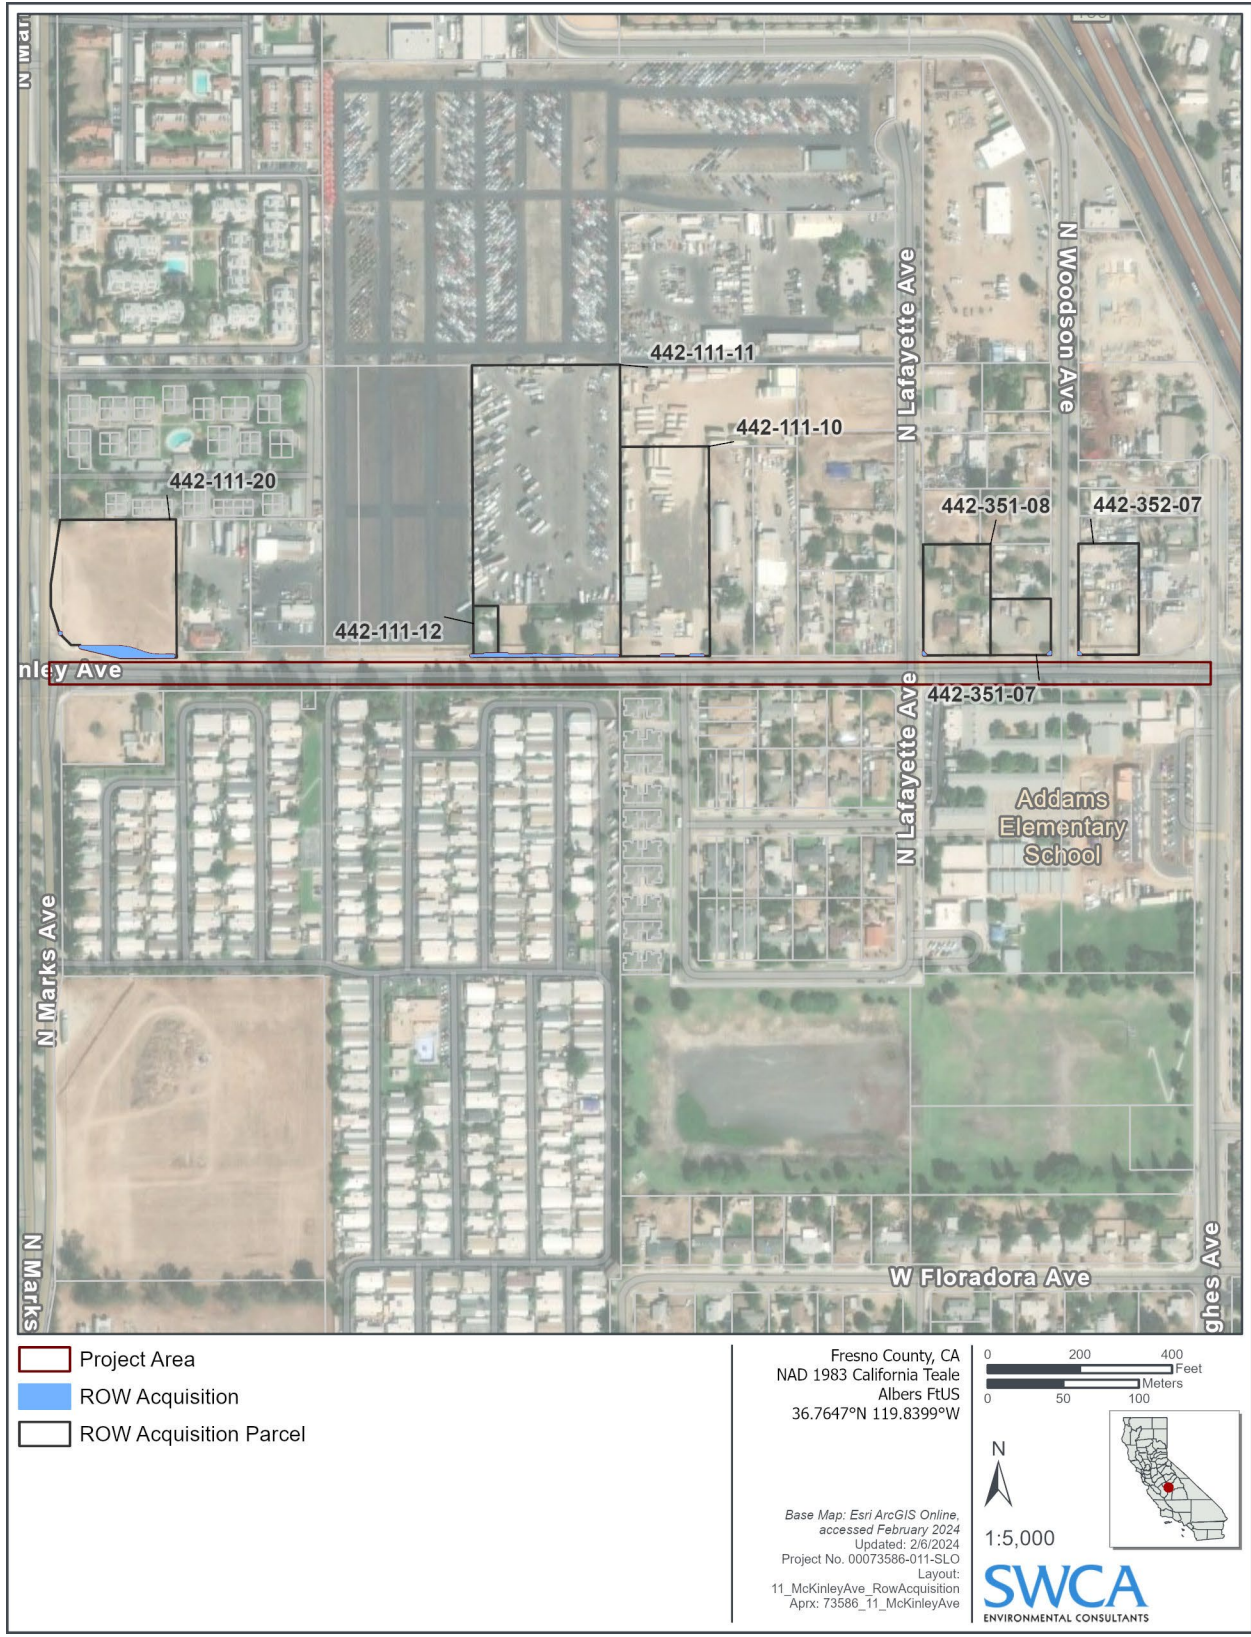 N Mar
N Lafayette Ave
N Woodson Ave
442-111-11
442-111-10
442-111-20
442-351-08
442-352-07
442-111-12
nley Ave
442-351-07
N Lafayette Ave
Addams
Elementary
School
N Marks Ave
N Marks
W Floradora Ave
ghes Ave
Project Area
ROW Acquisition
ROW Acquisition Parcel
Fresno County, CA
NAD 1983 California Teale
Albers FtUS
36.7647°N 119.8399°W
Base Map: Esri ArcGIS Online,
accessed February 2024
Updated: 2/6/2024
Project No. 00073586-011-SLO
Layout:
11_McKinleyAve_RowAcquisition
Aprx: 73586_11_McKinleyAve
0 200 400
Feet
Meters
0 50 100
N
1:5,000
SWCA
ENVIRONMENTAL CONSULTANTS